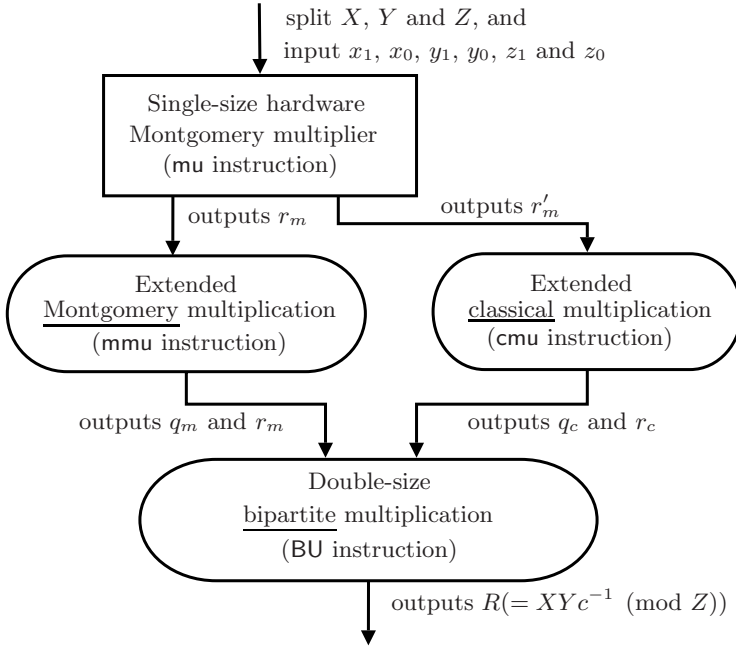 split X, Y and Z, and
input x₁, x₀, y₁, y₀, z₁ and z₀
Single-size hardware
Montgomery multiplier
(mu instruction)
outputs rₘ
outputs r′ₘ
Extended
Montgomery multiplication
(mmu instruction)
Extended
classical multiplication
(cmu instruction)
outputs qₘ and rₘ
outputs q_c and r_c
Double-size
bipartite multiplication
(BU instruction)
outputs R(= XYc⁻¹ (mod Z))